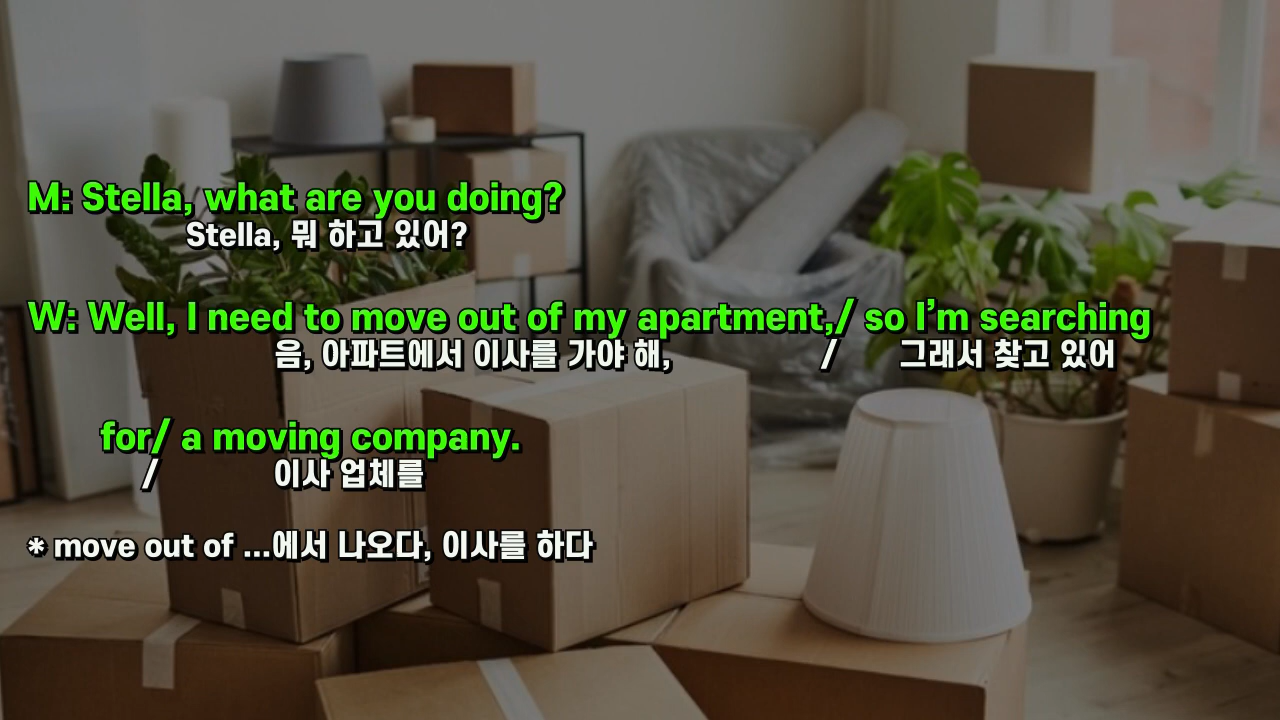 M: Stella, what are you doing?
Stella, 뭐 하고 있어?
W: Well, I need to move out of my apartment,/ so I’m searching
음, 아파트에서 이사를 가야 해, / 그래서 찾고 있어
for/ a moving company.
/ 이사 업체를
* move out of ...에서 나오다, 이사를 하다